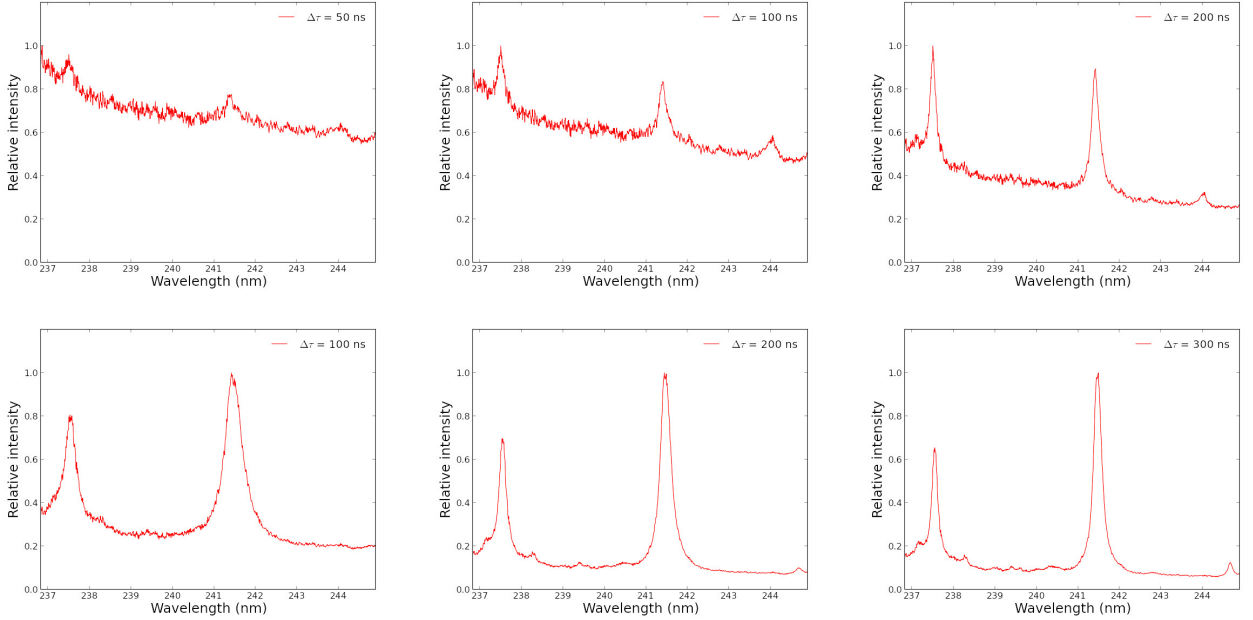 Δτ = 50 ns
1.0
0.8
0.6
0.4
0.2
0.0
Relative intensity
237 238 239 240 241 242 243 244
Wavelength (nm)
Δτ = 100 ns
1.0
0.8
0.6
0.4
0.2
0.0
Relative intensity
237 238 239 240 241 242 243 244
Wavelength (nm)
Δτ = 200 ns
1.0
0.8
0.6
0.4
0.2
0.0
Relative intensity
237 238 239 240 241 242 243 244
Wavelength (nm)
Δτ = 100 ns
1.0
0.8
0.6
0.4
0.2
0.0
Relative intensity
237 238 239 240 241 242 243 244
Wavelength (nm)
Δτ = 200 ns
1.0
0.8
0.6
0.4
0.2
0.0
Relative intensity
237 238 239 240 241 242 243 244
Wavelength (nm)
Δτ = 300 ns
1.0
0.8
0.6
0.4
0.2
0.0
Relative intensity
237 238 239 240 241 242 243 244
Wavelength (nm)